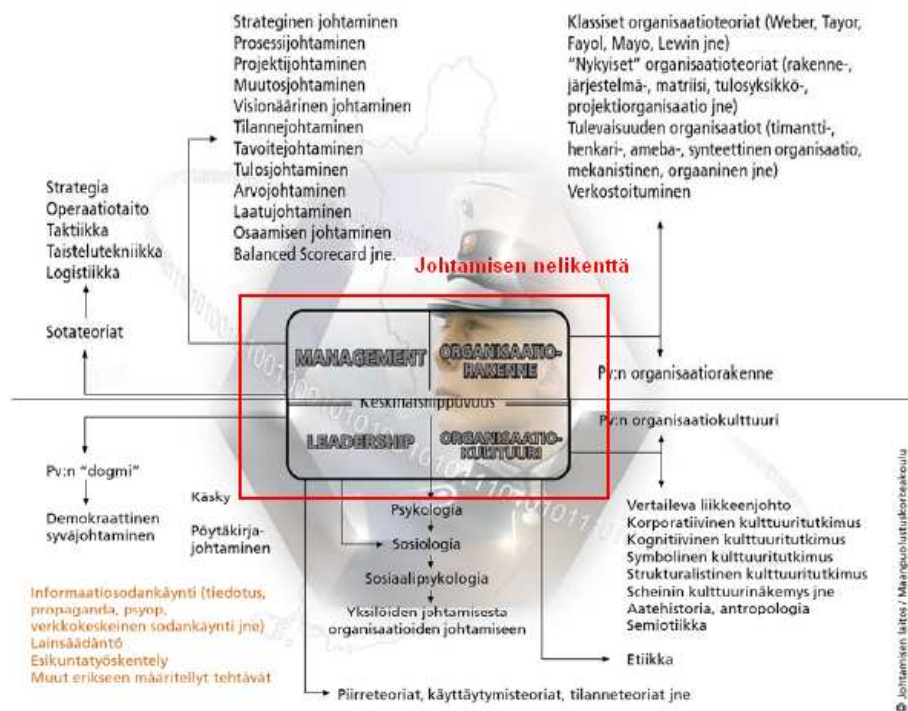 Strateginen johtaminen
Prosessijohtaminen
Projektijohtaminen
Muutosjohtaminen
Visionäärinen johtaminen
Tilannejohtaminen
Tavoitejohtaminen
Tulosjohtaminen
Arvojohtaminen
Laatujohtaminen
Osaamisen johtaminen
Balanced Scorecard jne.
Klassiset organisaatioteoriat (Weber, Tayor,
Fayol, Mayo, Lewin jne)
"Nykyiset" organisaatioteoriat (rakenne-,
järjestelmä-, matriisi, tulosyksikkö-,
projektiorganisaatio jne)
Tulevaisuuden organisaatiot (timantti-,
henkari-, ameba-, synteettinen organisaatio,
mekanistinen, orgaaninen jne)
Verkostoituminen
Strategia
Operaatiotaito
Taktiikka
Taistelutekniikka
Logistiikka
Johtamisen nelikenttä
Sotateoriat
MANAGEMENT
ORGANISAATIO-
RAKENNE
Pv:n organisaatiorakenne
Keskinäisriippuvuus
LEADERSHIP
ORGANISAATIO-
KULTTUURI
Pv:n organisaatiokulttuuri
Pv:n "dogmi"
Demokraattinen
syväjohtaminen
Käsky
Pöytäkirja-
johtaminen
Psykologia
Sosiologia
Sosiaalipsykologia
Yksilöiden johtamisesta
organisaatioiden johtamiseen
Vertaileva liikkeenjohto
Korporatiivinen kulttuuritutkimus
Kognitiivinen kulttuuritutkimus
Symbolinen kulttuuritutkimus
Strukturalistinen kulttuuritutkimus
Scheinin kulttuurinäkemys jne
Aatehistoria, antropologia
Semiotiikka
Informaatiosodankäynti (tiedotus,
propaganda, psyop,
verkkokeskeinen sodankäynti jne)
Lainsäädäntö
Esikuntatyöskentely
Muut erikseen määritellyt tehtävät
Etiikka
Piirreteoriat, käyttäytymisteoriat, tilanneteoriat jne
© Johtamisen laitos / Maanpuolustuskorkeakoulu